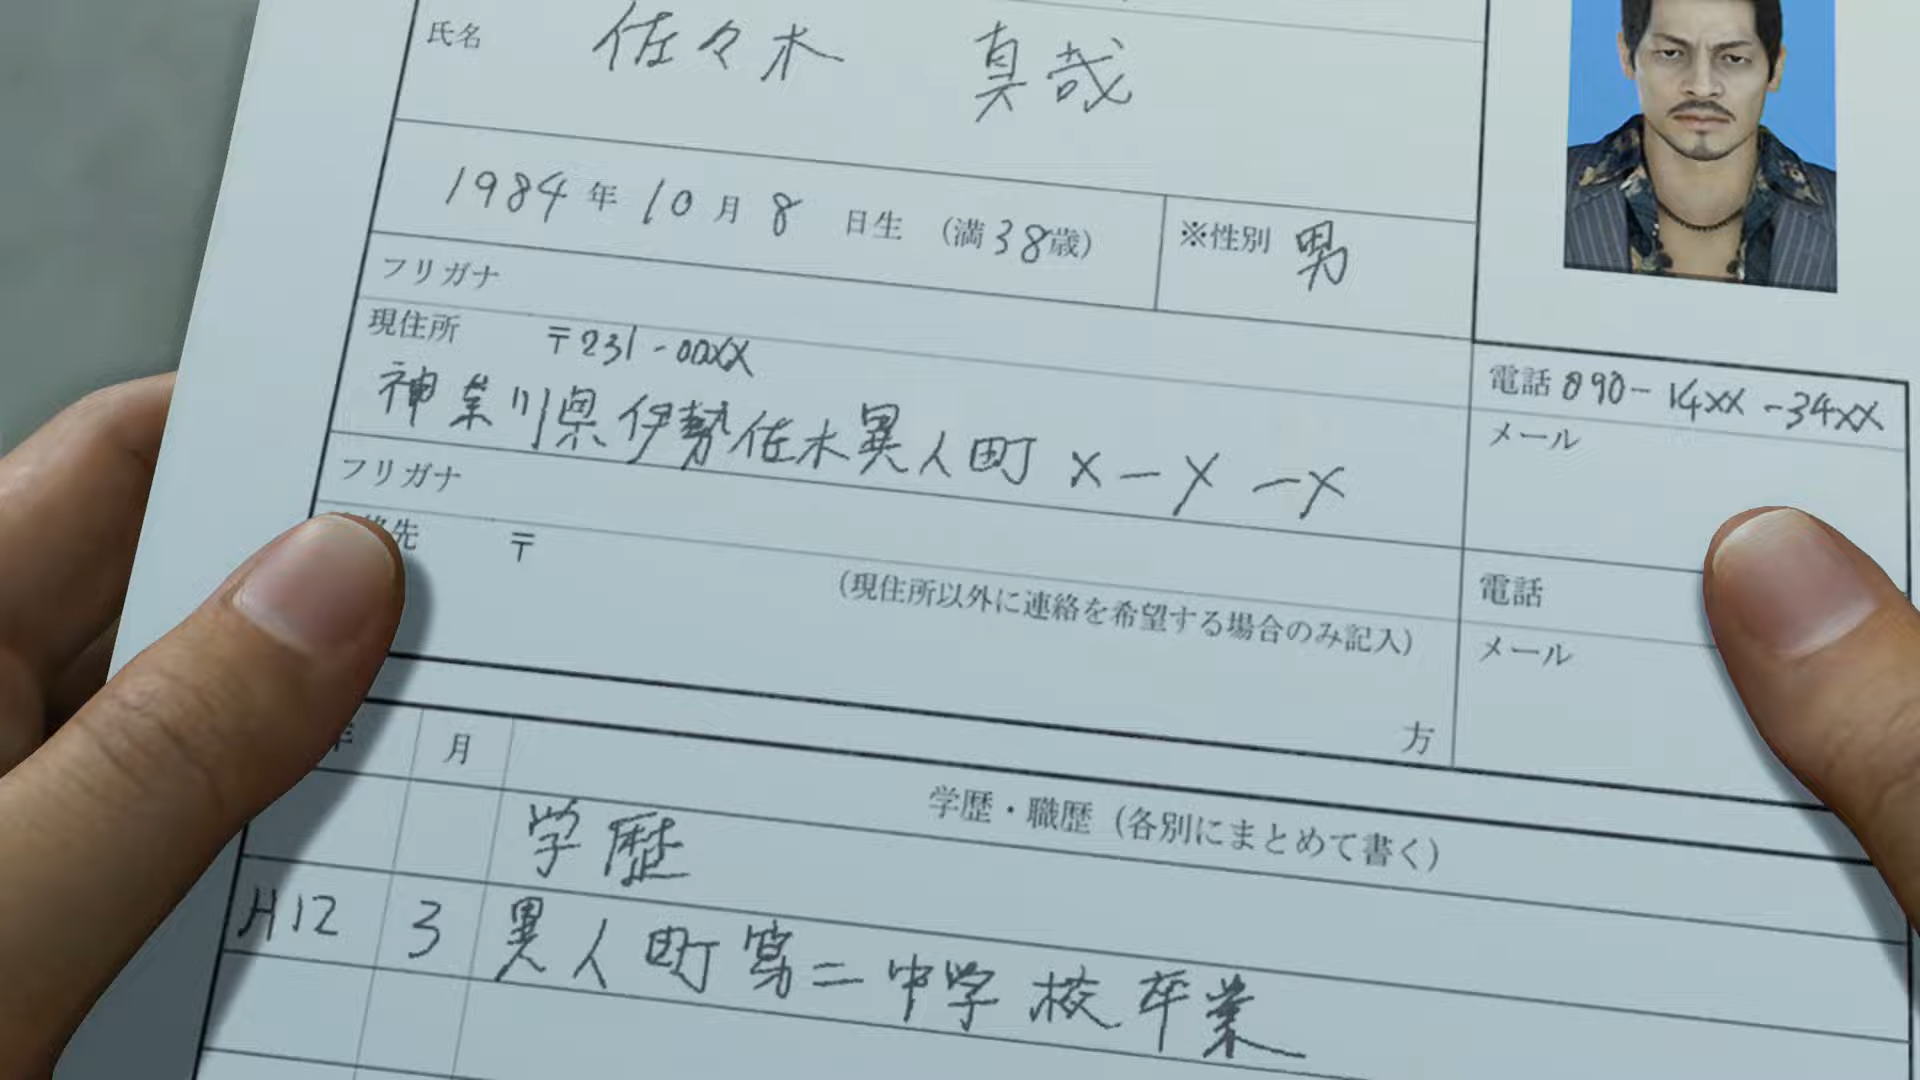 氏名 佐々木 真哉
1984年 10月 8 日生 (満38歳) ※性別 男
フリガナ
現住所 〒231-00XX
神奈川県伊勢佐木異人町 X-X-X
電話 090-14XX-34XX
メール
フリガナ
絡先 〒
(現住所以外に連絡を希望する場合のみ記入)
方
電話
メール
年 月 学歴・職歴 (各別にまとめて書く)
学歴
H12 3 異人町第二中学校卒業